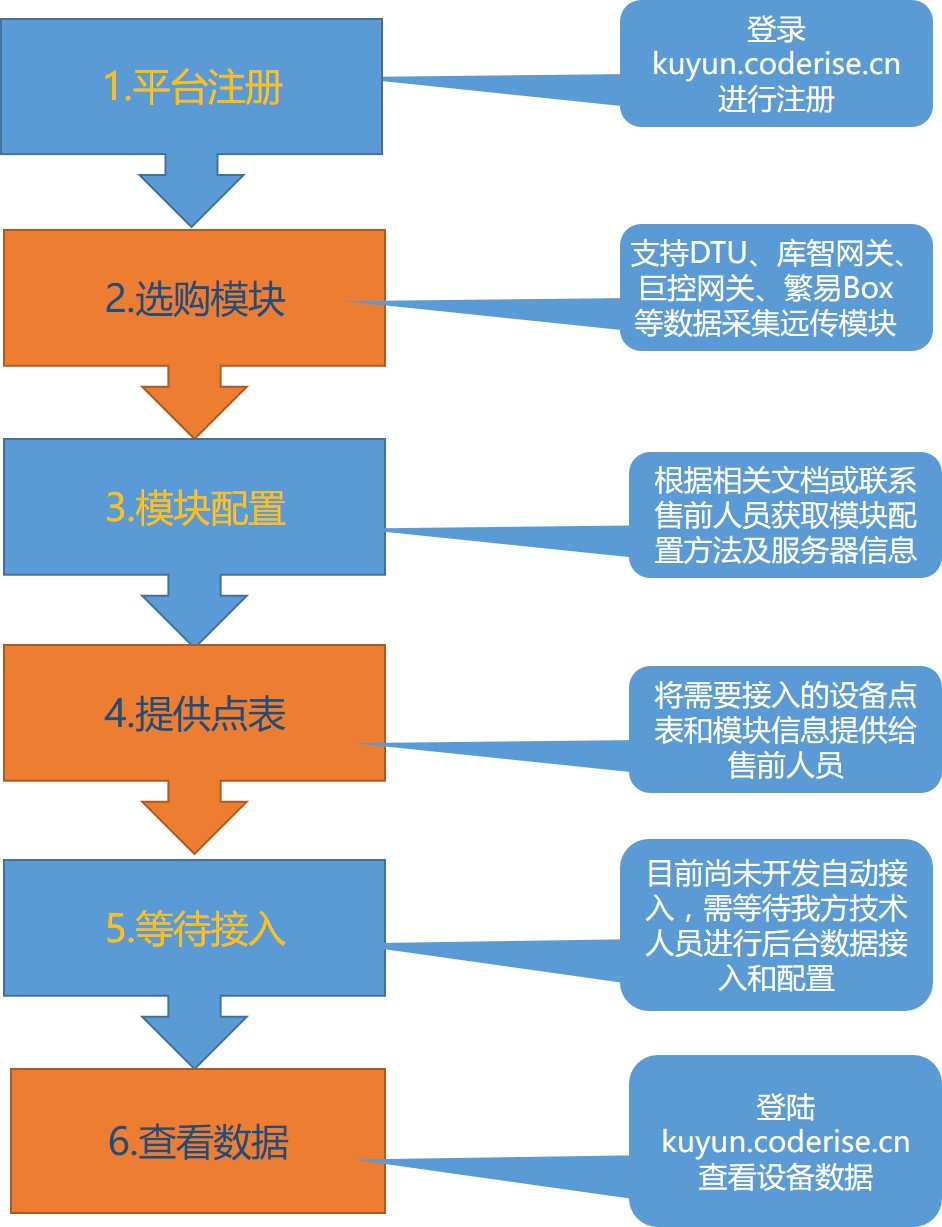 1.平台注册
登录
kuyun.coderise.cn
进行注册
2.选购模块
支持DTU、库智网关、
巨控网关、繁易Box
等数据采集远传模块
3.模块配置
根据相关文档或联系
售前人员获取模块配
置方法及服务器信息
4.提供点表
将需要接入的设备点
表和模块信息提供给
售前人员
5.等待接入
目前尚未开发自动接
入，需等待我方技术
人员进行后台数据接
入和配置
6.查看数据
登陆
kuyun.coderise.cn
查看设备数据